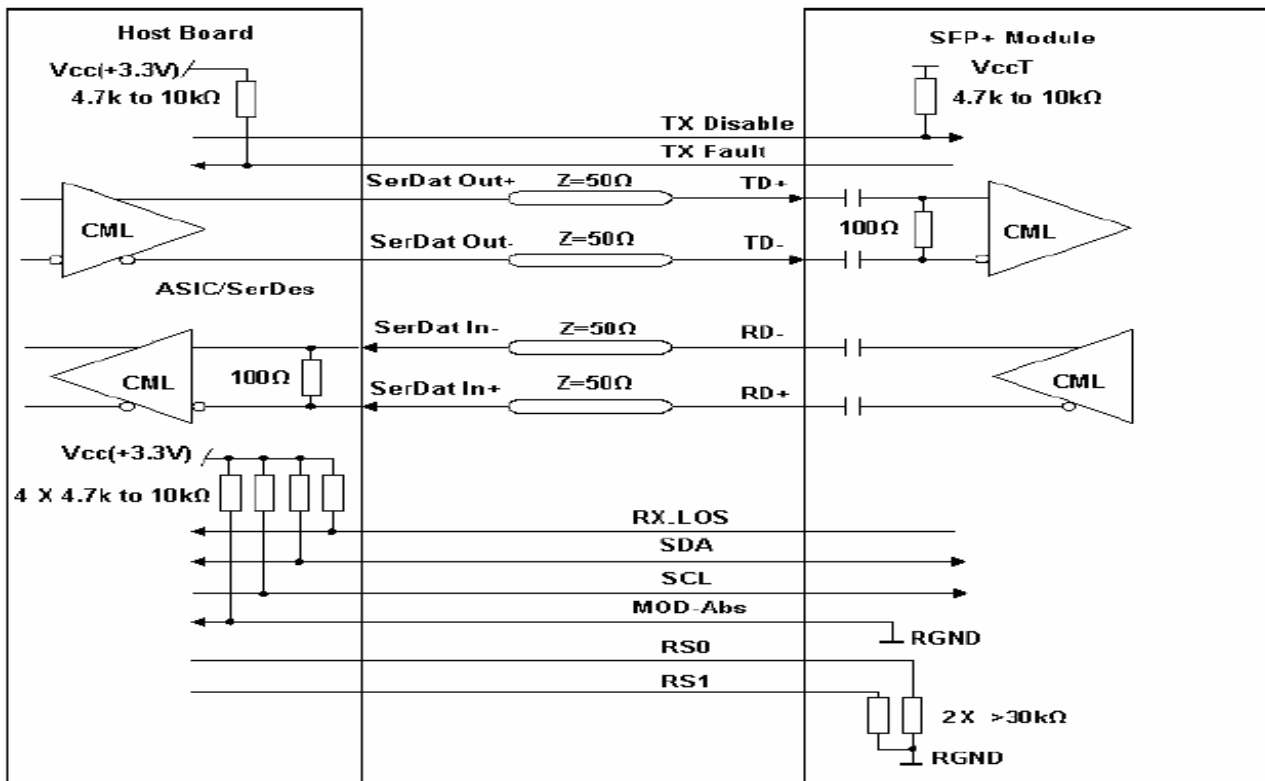 Host Board
SFP+ Module
Vcc(+3.3V)
4.7k to 10kΩ
VccT
4.7k to 10kΩ
TX Disable
TX Fault
SerDat Out+
Z=50Ω
TD+
CML
100Ω
CML
SerDat Out-
Z=50Ω
TD-
ASIC/SerDes
SerDat In-
Z=50Ω
RD-
CML
100Ω
CML
SerDat In+
Z=50Ω
RD+
Vcc(+3.3V)
4 X 4.7k to 10kΩ
RX_LOS
SDA
SCL
MOD-Abs
RGND
RS0
RS1
2X >30kΩ
RGND